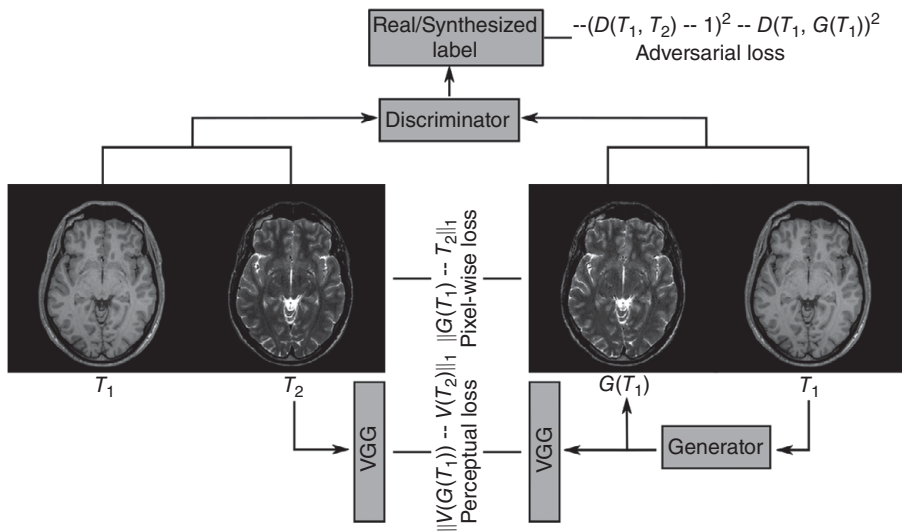 Real/Synthesized
label
--(D(T₁, T₂) -- 1)² -- D(T₁, G(T₁))²
Adversarial loss
Discriminator
||G(T₁) -- T₂||₁
Pixel-wise loss
T₁
T₂
G(T₁)
T₁
VGG
||V(G(T₁)) -- V(T₂)||₁
Perceptual loss
VGG
Generator